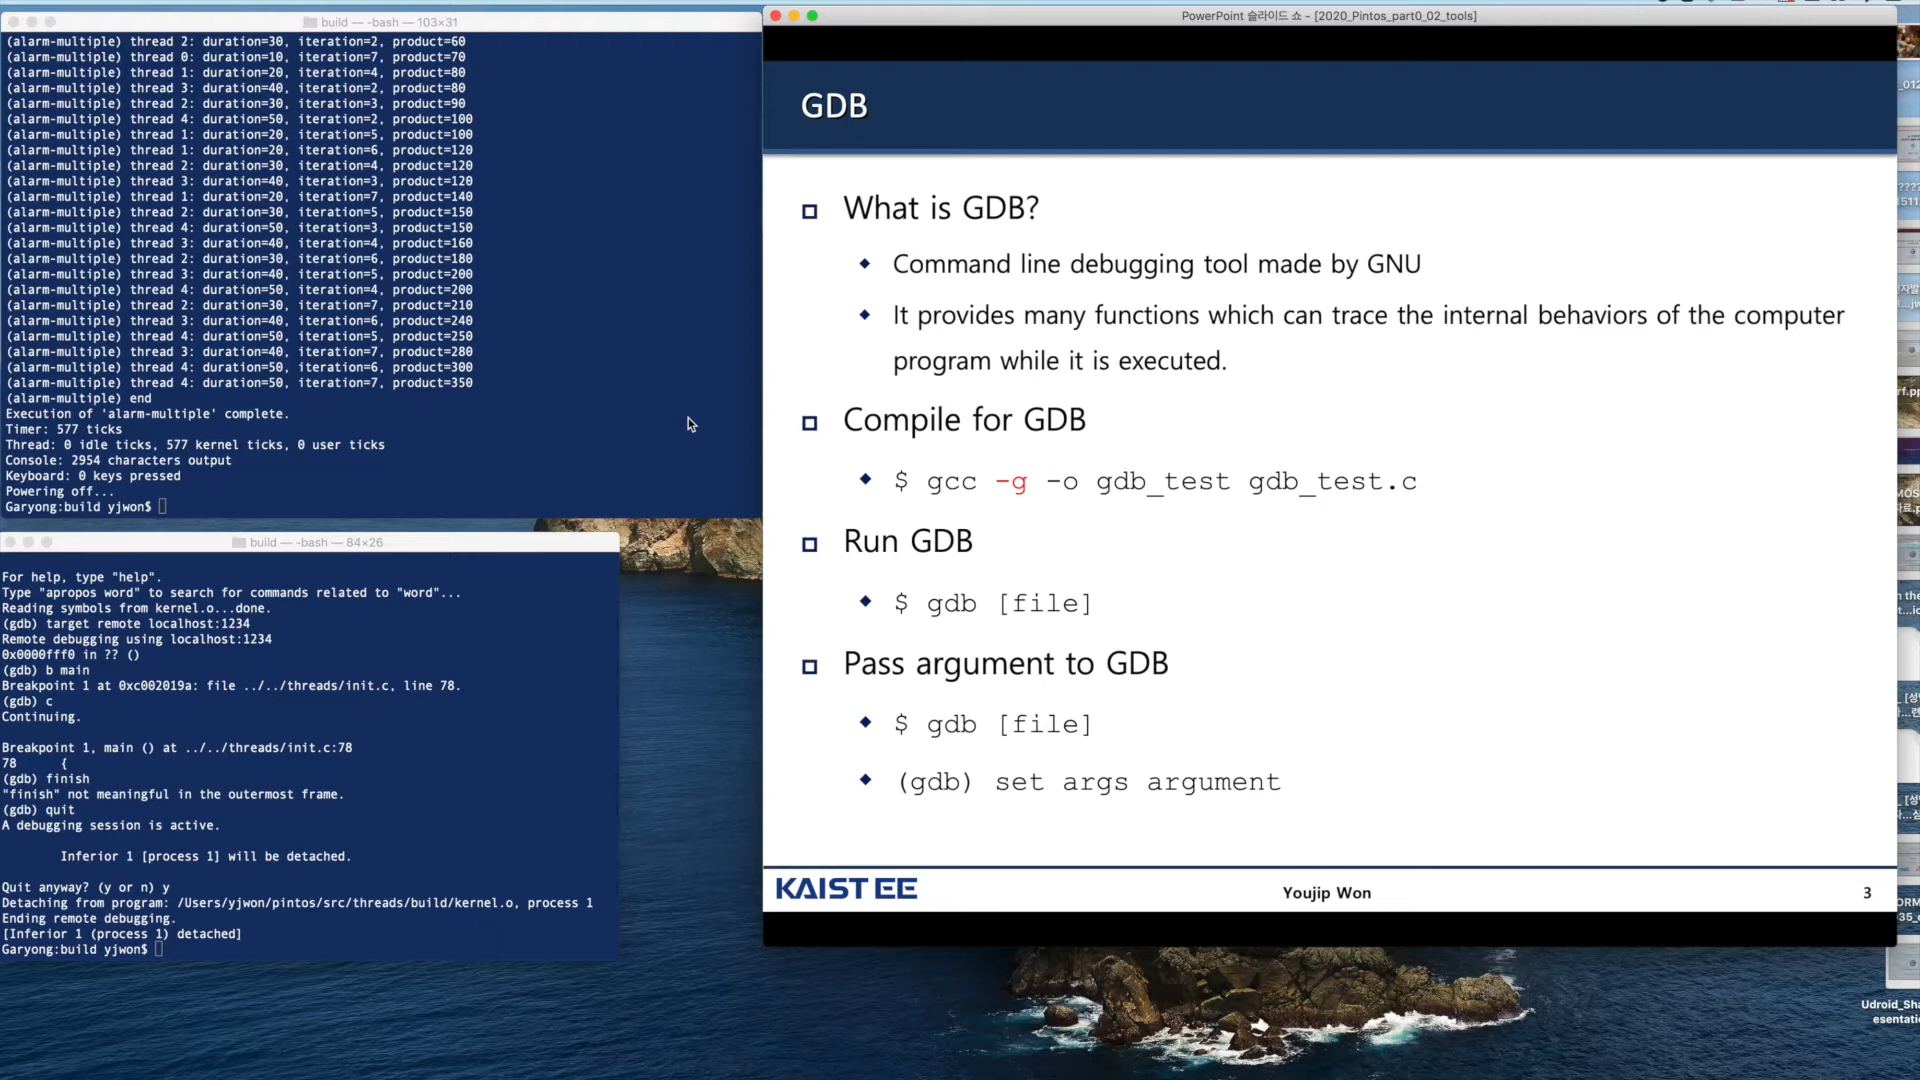 build — -bash — 103×31
(alarm-multiple) thread 2: duration=30, iteration=2, product=60
(alarm-multiple) thread 0: duration=10, iteration=7, product=70
(alarm-multiple) thread 1: duration=20, iteration=4, product=80
(alarm-multiple) thread 3: duration=40, iteration=2, product=80
(alarm-multiple) thread 2: duration=30, iteration=3, product=90
(alarm-multiple) thread 4: duration=50, iteration=2, product=100
(alarm-multiple) thread 1: duration=20, iteration=5, product=100
(alarm-multiple) thread 1: duration=20, iteration=6, product=120
(alarm-multiple) thread 2: duration=30, iteration=4, product=120
(alarm-multiple) thread 3: duration=40, iteration=3, product=120
(alarm-multiple) thread 1: duration=20, iteration=7, product=140
(alarm-multiple) thread 2: duration=30, iteration=5, product=150
(alarm-multiple) thread 4: duration=50, iteration=3, product=150
(alarm-multiple) thread 3: duration=40, iteration=4, product=160
(alarm-multiple) thread 2: duration=30, iteration=6, product=180
(alarm-multiple) thread 3: duration=40, iteration=5, product=200
(alarm-multiple) thread 4: duration=50, iteration=4, product=200
(alarm-multiple) thread 2: duration=30, iteration=7, product=210
(alarm-multiple) thread 3: duration=40, iteration=6, product=240
(alarm-multiple) thread 4: duration=50, iteration=5, product=250
(alarm-multiple) thread 3: duration=40, iteration=7, product=280
(alarm-multiple) thread 4: duration=50, iteration=6, product=300
(alarm-multiple) thread 4: duration=50, iteration=7, product=350
(alarm-multiple) end
Execution of 'alarm-multiple' complete.
Timer: 577 ticks
Thread: 0 idle ticks, 577 kernel ticks, 0 user ticks
Console: 2954 characters output
Keyboard: 0 keys pressed
Powering off...
Garyong:build yjwon$
build — -bash — 84×26
For help, type "help".
Type "apropos word" to search for commands related to "word"...
Reading symbols from kernel.o...done.
(gdb) target remote localhost:1234
Remote debugging using localhost:1234
0x0000fff0 in ?? ()
(gdb) b main
Breakpoint 1 at 0xc002019a: file ../../threads/init.c, line 78.
(gdb) c
Continuing.
Breakpoint 1, main () at ../../threads/init.c:78
78 {
(gdb) finish
"finish" not meaningful in the outermost frame.
(gdb) quit
A debugging session is active.
Inferior 1 [process 1] will be detached.
Quit anyway? (y or n) y
Detaching from program: /Users/yjwon/pintos/src/threads/build/kernel.o, process 1
Ending remote debugging.
[Inferior 1 (process 1) detached]
Garyong:build yjwon$
PowerPoint 슬라이드 쇼 - [2020_Pintos_part0_02_tools]
GDB
What is GDB?
Command line debugging tool made by GNU
It provides many functions which can trace the internal behaviors of the computer
program while it is executed.
Compile for GDB
$ gcc -g -o gdb_test gdb_test.c
Run GDB
$ gdb [file]
Pass argument to GDB
$ gdb [file]
(gdb) set args argument
KAIST EE
Youjip Won
3